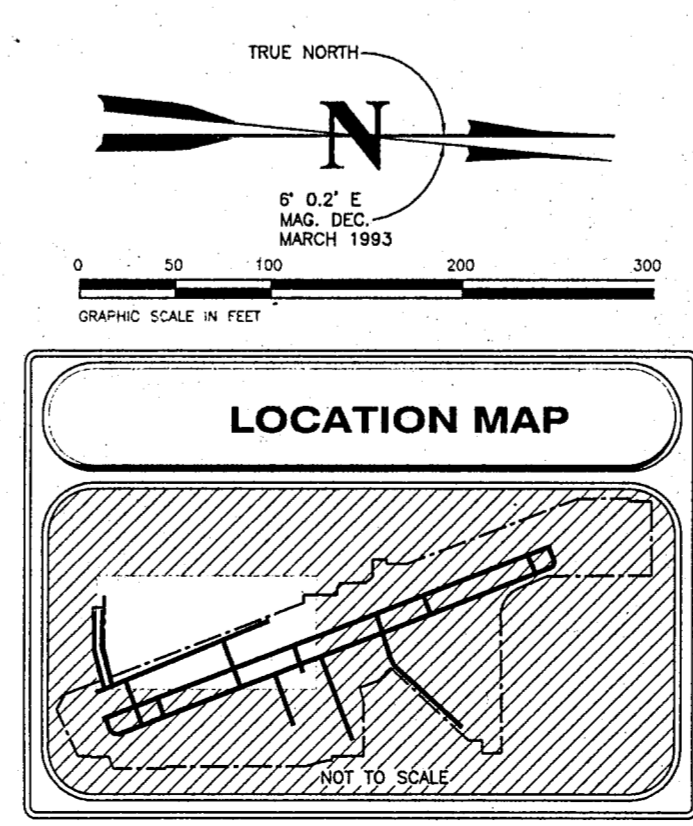 TRUE NORTH
N
6° 0.2' E
MAG. DEC.
MARCH 1993
0 50 100 200 300
GRAPHIC SCALE IN FEET
LOCATION MAP
NOT TO SCALE